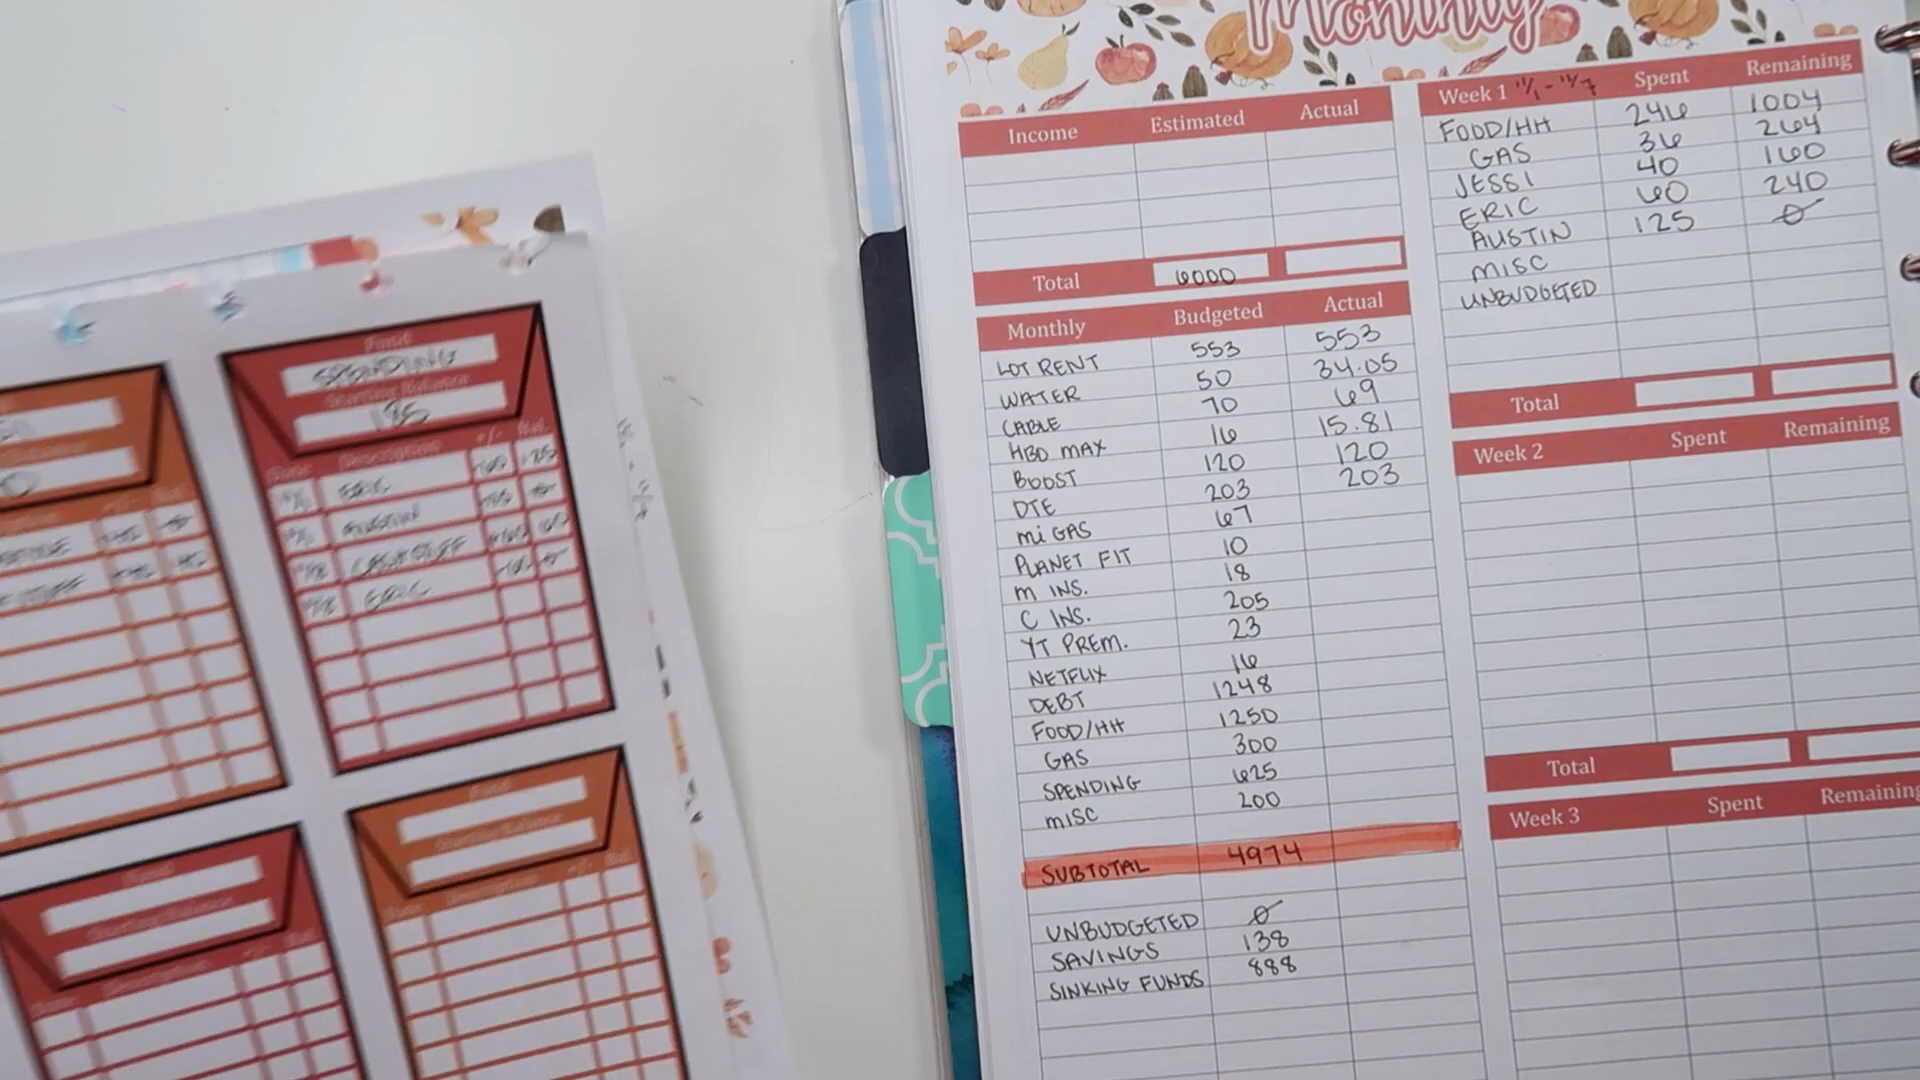 Monthly
Income Estimated Actual
Total 6000
Monthly Budgeted Actual
LOT RENT 553 553
WATER 50 34.05
CABLE 70 69
HBO MAX 16 15.81
BOOST 120 120
DTE 203 203
Mi GAS 67
PLANET FIT 10
M INS. 18
C INS. 205
YT PREM. 23
NETFLIX 16
DEBT 1248
FOOD/HH 1250
GAS 300
SPENDING 625
MISC 200
SUBTOTAL 4974
UNBUDGETED 0
SAVINGS 138
SINKING FUNDS 888
Week 1 11/1 - 11/7 Spent Remaining
FOOD/HH 246 1004
GAS 36 264
JESSI 40 160
ERIC 60 240
AUSTIN 125 0
MISC
UNBUDGETED
Total
Week 2 Spent Remaining
Total
Week 3 Spent Remaining
SPENDING
185
ERIC
AUSTIN
CASH STUFF
ERIC